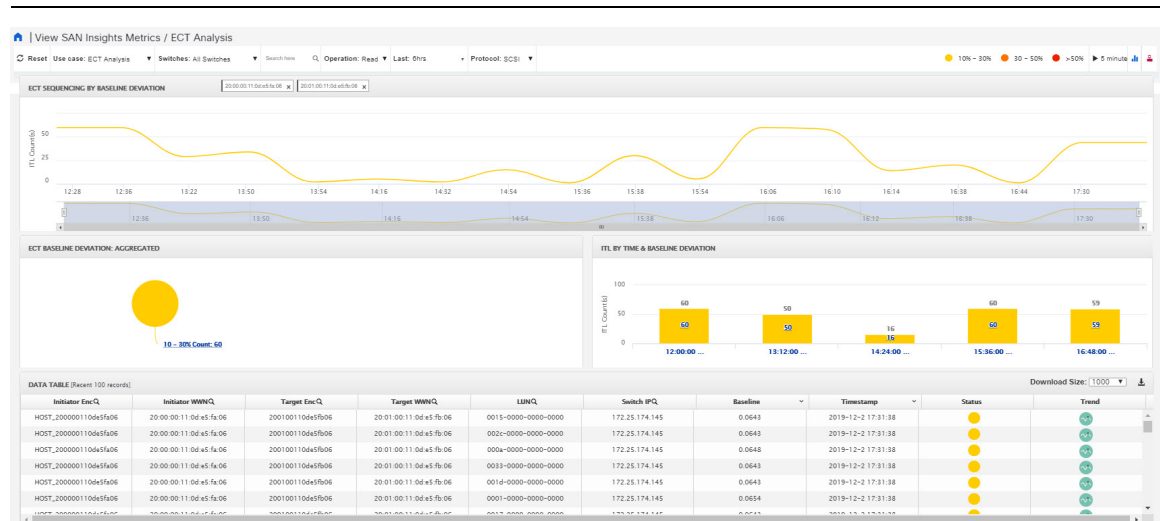 | View SAN Insights Metrics / ECT Analysis
Reset Use case: ECT Analysis Switches: All Switches Search here Operation: Read Last: 6hrs Protocol: SCSI 10% - 30% 30 - 50% >50% 5 minute
ECT SEQUENCING BY BASELINE DEVIATION 20:00:00:11:0d:e5:fa:06 x 20:01:00:11:0d:e5:fb:06 x
ITL Count(s)
50
25
0
12:28 12:36 13:22 13:50 13:54 14:16 14:32 14:54 15:36 15:38 15:54 16:06 16:10 16:14 16:38 16:44 17:30
12:36 13:50 14:16 14:54 15:38 16:06 16:12 16:38 17:30
ECT BASELINE DEVIATION: AGGREGATED
10 - 30% Count: 60
ITL BY TIME & BASELINE DEVIATION
ITL Count(s)
100
50
0
60 50 16 60 59
60 50 16 60 59
12:00:00 ... 13:12:00 ... 14:24:00 ... 15:36:00 ... 16:48:00 ...
DATA TABLE [Recent 100 records] Download Size: 1000
Initiator Enc Initiator WWN Target Enc Target WWN LUN Switch IP Baseline Timestamp Status Trend
HOST_200000110de5fa06 20:00:00:11:0d:e5:fa:06 200100110de5fb06 20:01:00:11:0d:e5:fb:06 0015-0000-0000-0000 172.25.174.145 0.0643 2019-12-2 17:31:38
HOST_200000110de5fa06 20:00:00:11:0d:e5:fa:06 200100110de5fb06 20:01:00:11:0d:e5:fb:06 002c-0000-0000-0000 172.25.174.145 0.0643 2019-12-2 17:31:38
HOST_200000110de5fa06 20:00:00:11:0d:e5:fa:06 200100110de5fb06 20:01:00:11:0d:e5:fb:06 000a-0000-0000-0000 172.25.174.145 0.0648 2019-12-2 17:31:38
HOST_200000110de5fa06 20:00:00:11:0d:e5:fa:06 200100110de5fb06 20:01:00:11:0d:e5:fb:06 0033-0000-0000-0000 172.25.174.145 0.0643 2019-12-2 17:31:38
HOST_200000110de5fa06 20:00:00:11:0d:e5:fa:06 200100110de5fb06 20:01:00:11:0d:e5:fb:06 001d-0000-0000-0000 172.25.174.145 0.0643 2019-12-2 17:31:38
HOST_200000110de5fa06 20:00:00:11:0d:e5:fa:06 200100110de5fb06 20:01:00:11:0d:e5:fb:06 0001-0000-0000-0000 172.25.174.145 0.0654 2019-12-2 17:31:38